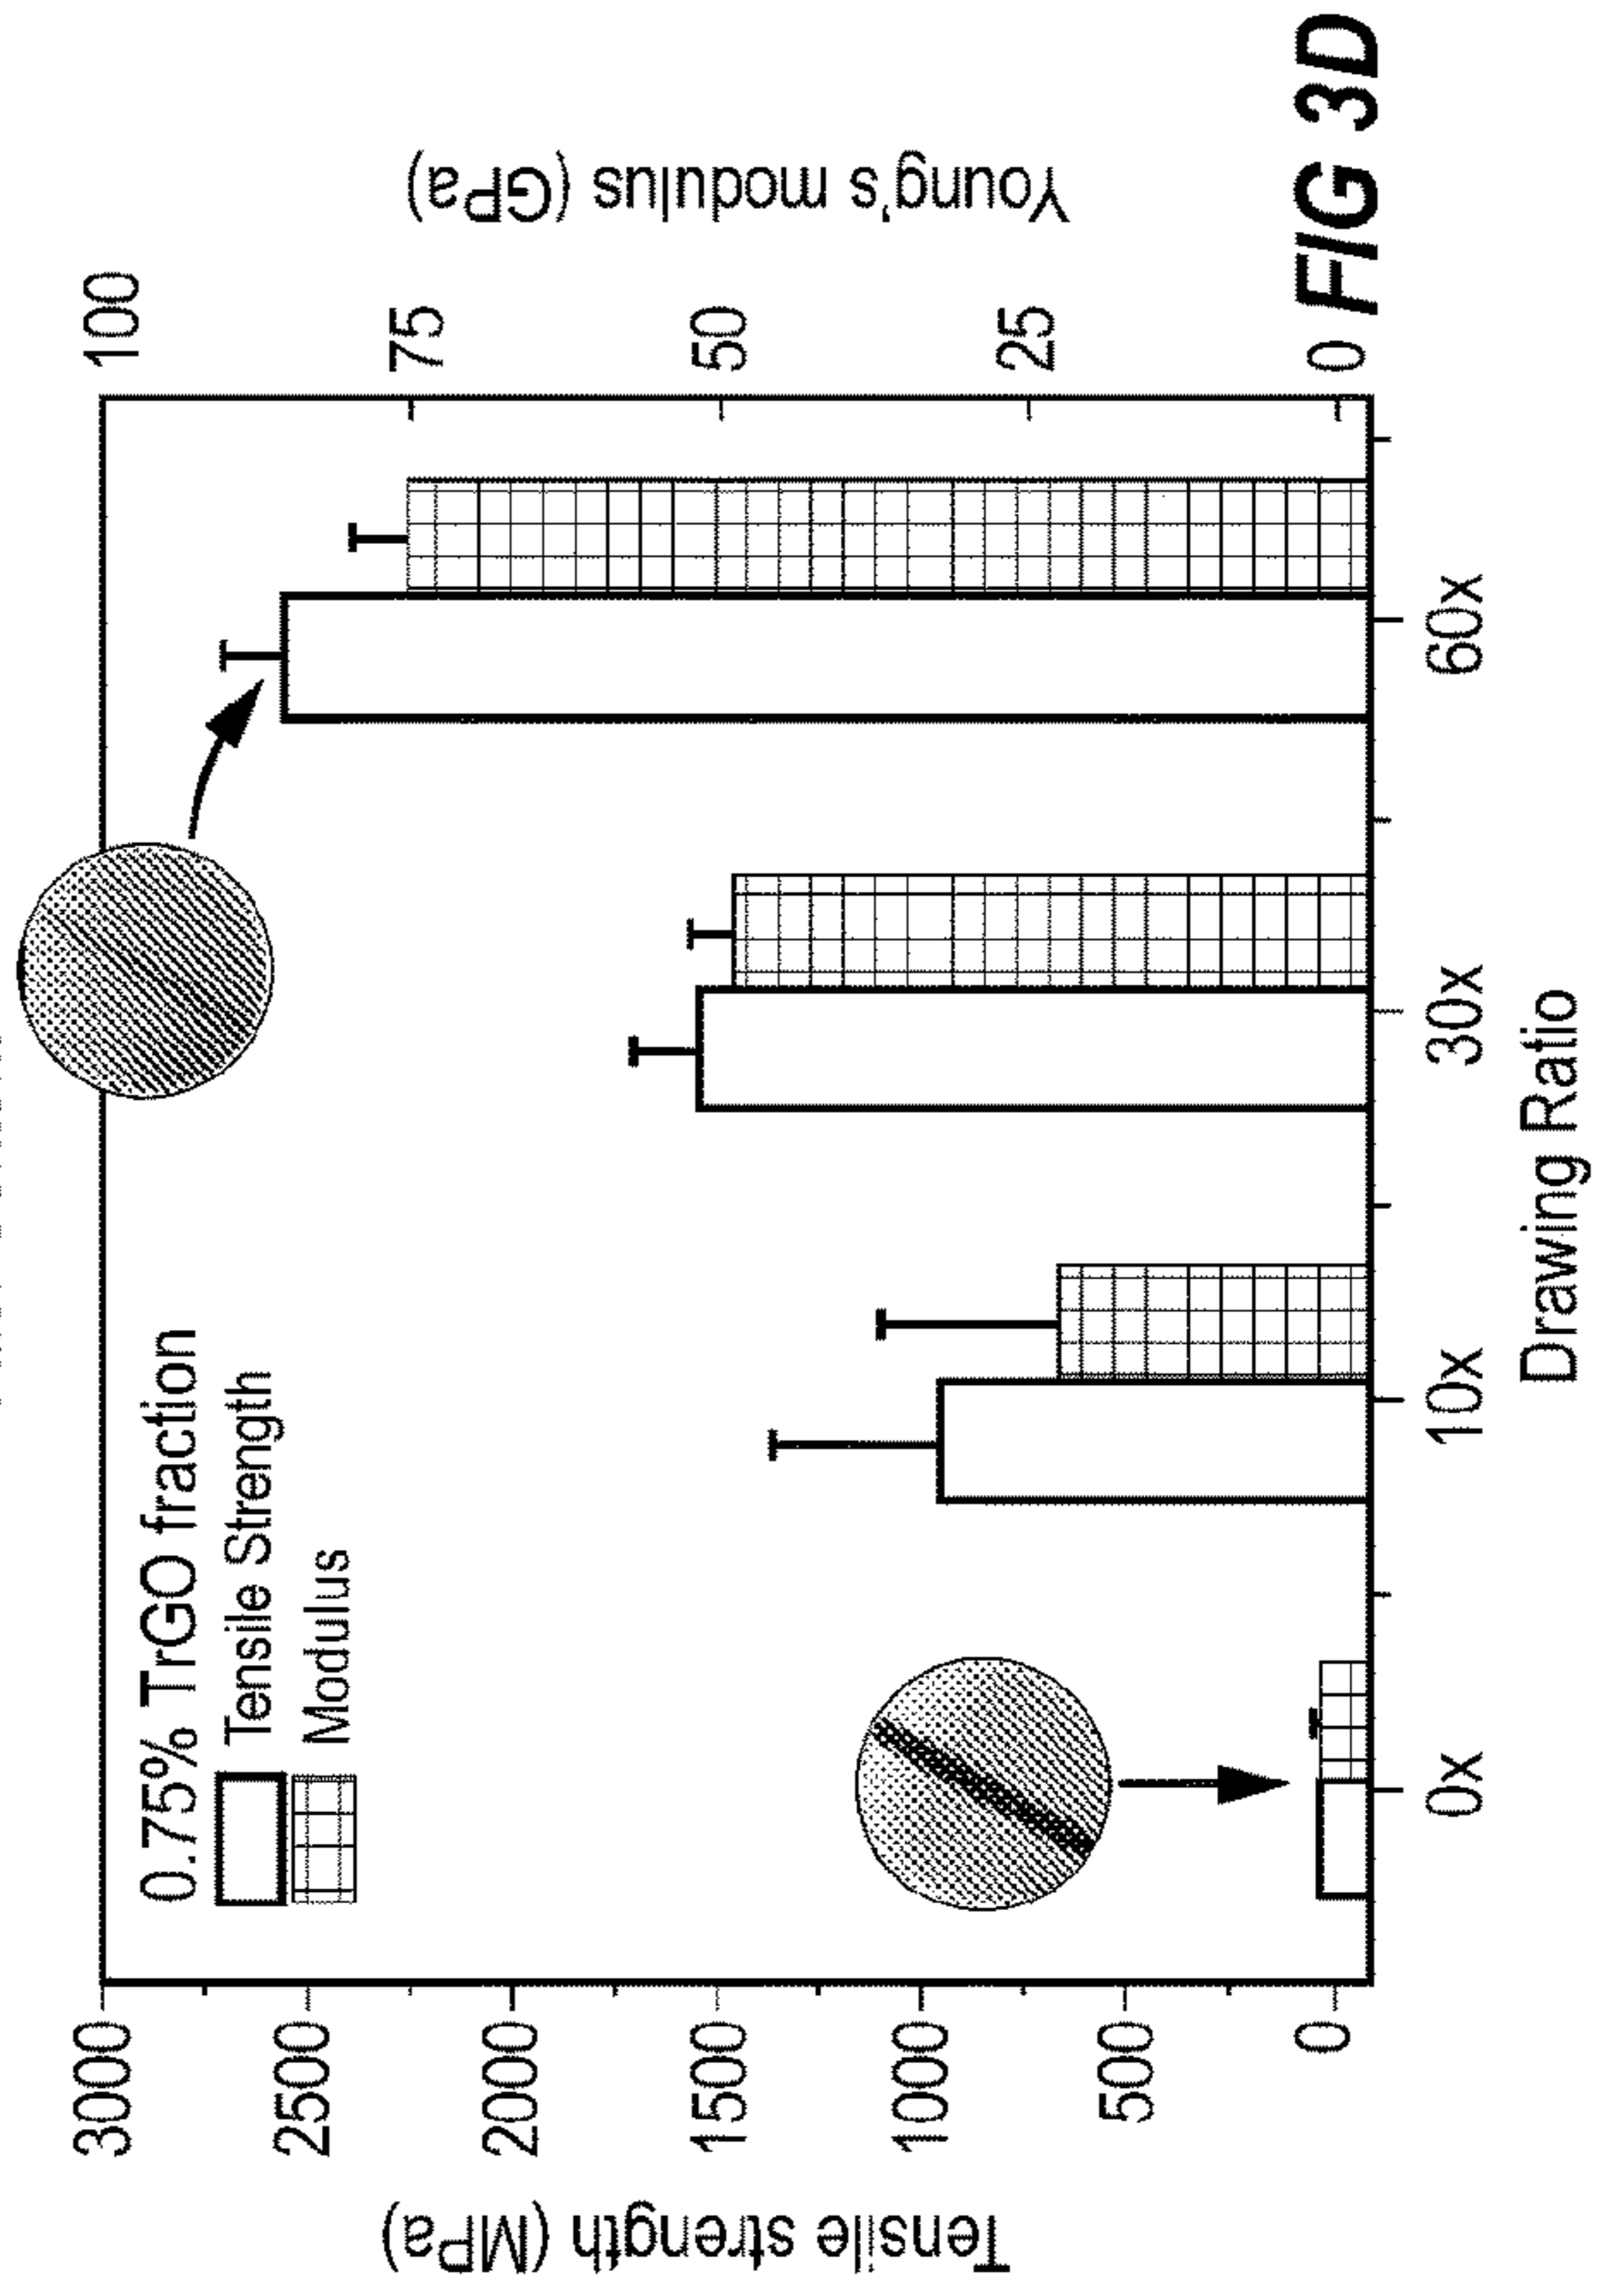 0.75% TrGO fraction
Tensile Strength
Modulus
Tensile strength (MPa)
3000
2500
2000
1500
1000
500
0
Young's modulus (GPa)
100
75
50
25
0
0x
10x
30x
60x
Drawing Ratio
FIG 3D